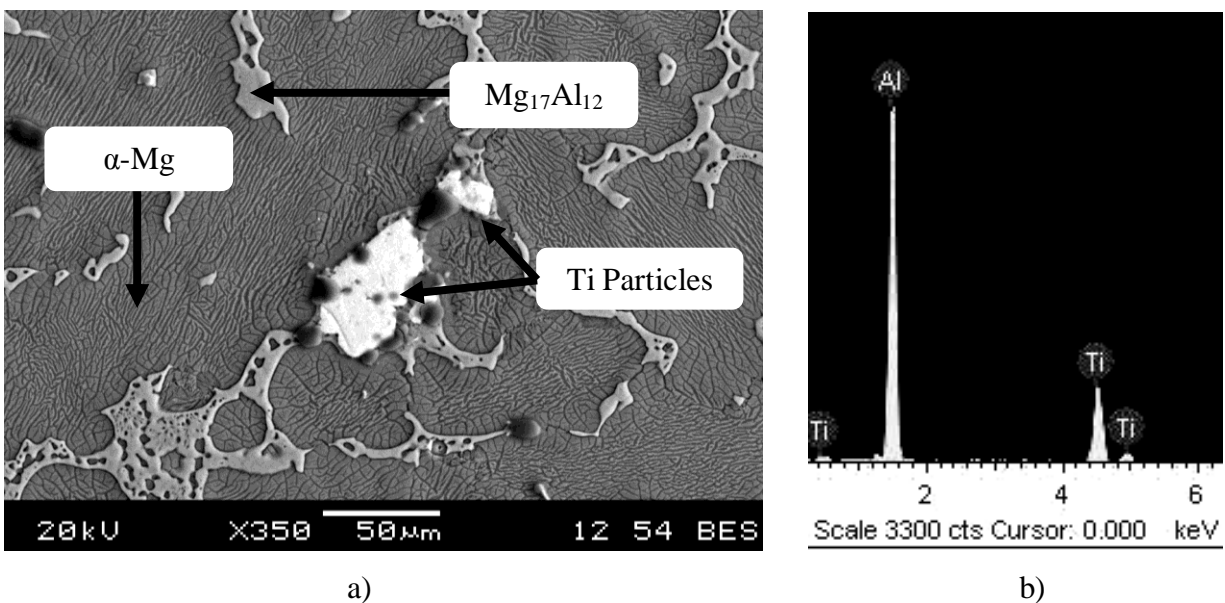 Mg₁₇Al₁₂
α-Mg
Ti Particles
20kV X350 50μm 12 54 BES
a)
Al
Ti
Ti
Ti
2 4 6
Scale 3300 cts Cursor: 0.000 keV
b)